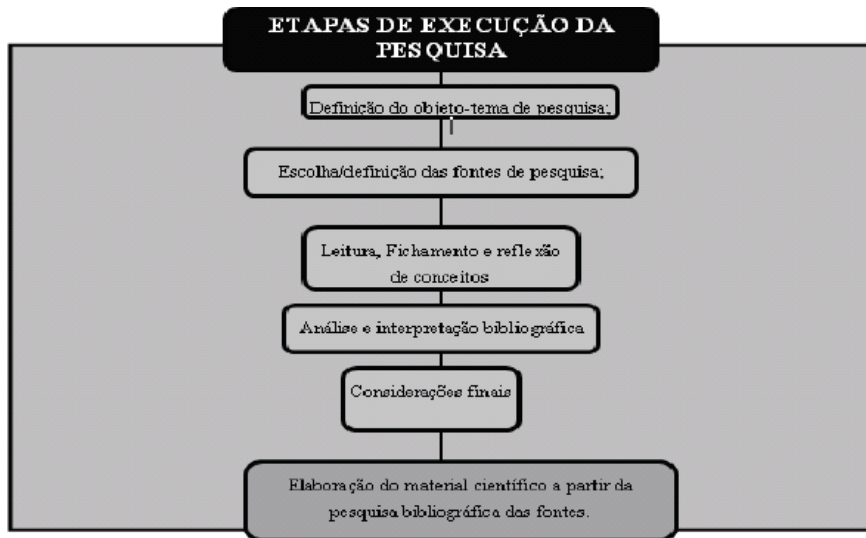 ETAPAS DE EXECUÇÃO DA
PESQUISA
Definição do objeto-tema de pesquisa;
Escolha/definição das fontes de pesquisa;
Leitura, Fichamento e reflexão
de conceitos
Análise e interpretação bibliográfica
Considerações finais
Elaboração do material científico a partir da
pesquisa bibliográfica das fontes.